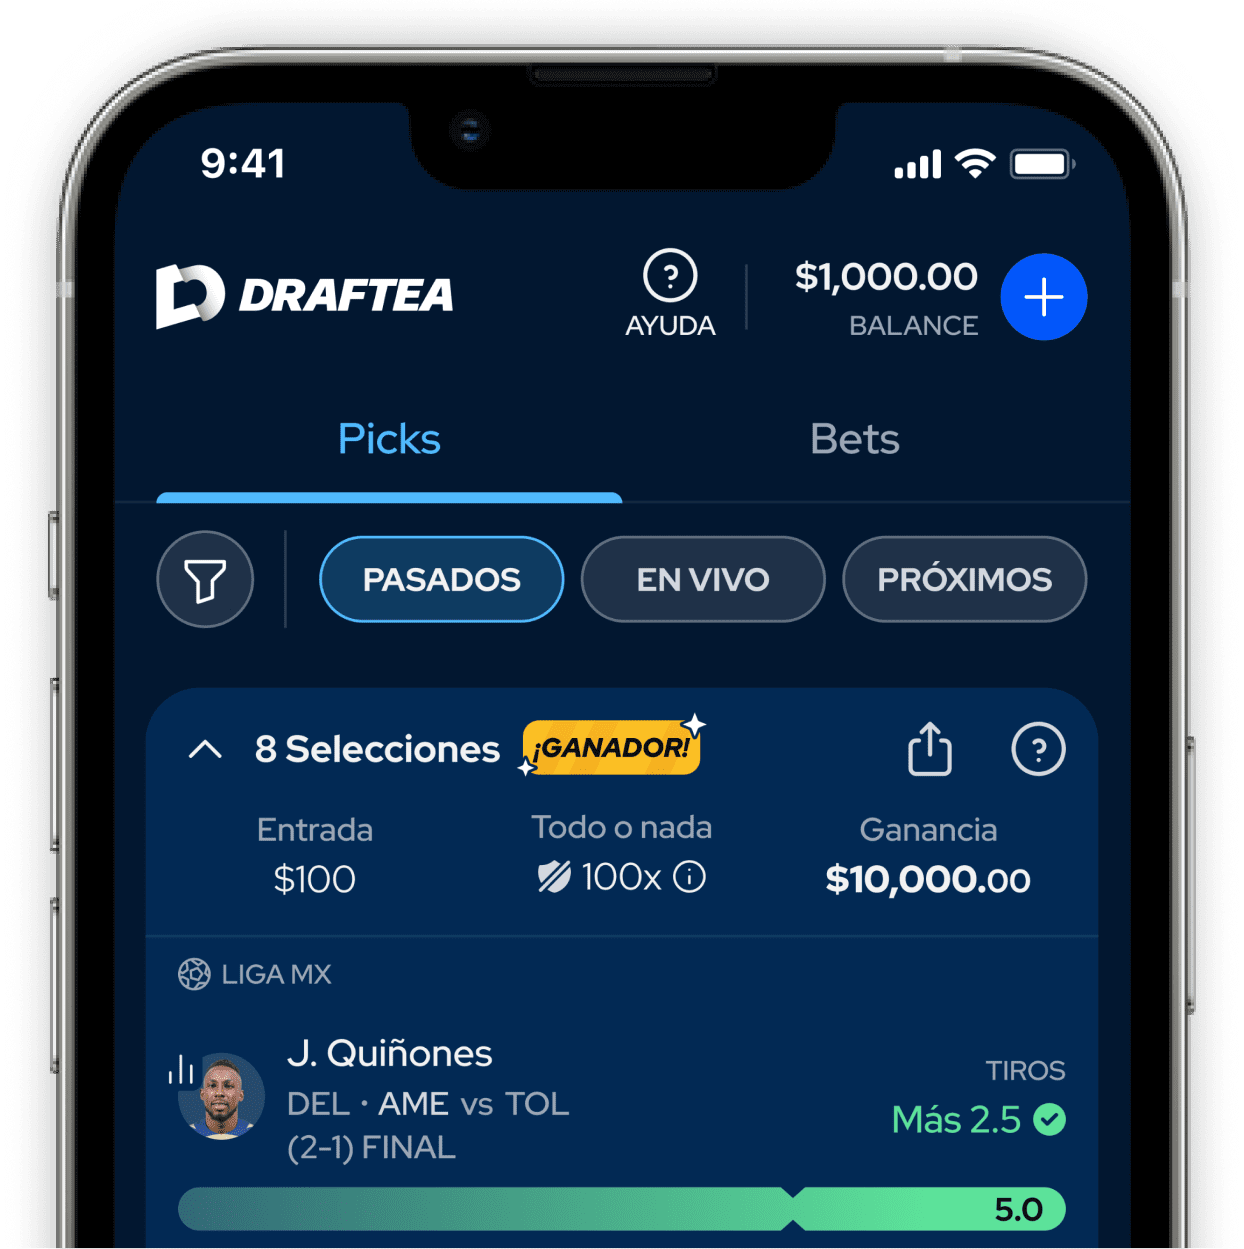 9:41
DRAFTEA
?
AYUDA
$1,000.00
BALANCE
Picks
Bets
PASADOS
EN VIVO
PRÓXIMOS
8 Selecciones
¡GANADOR!
?
Entrada
Todo o nada
Ganancia
$100
100x
$10,000.00
LIGA MX
J. Quiñones
DEL · AME vs TOL
(2-1) FINAL
TIROS
Más 2.5
5.0